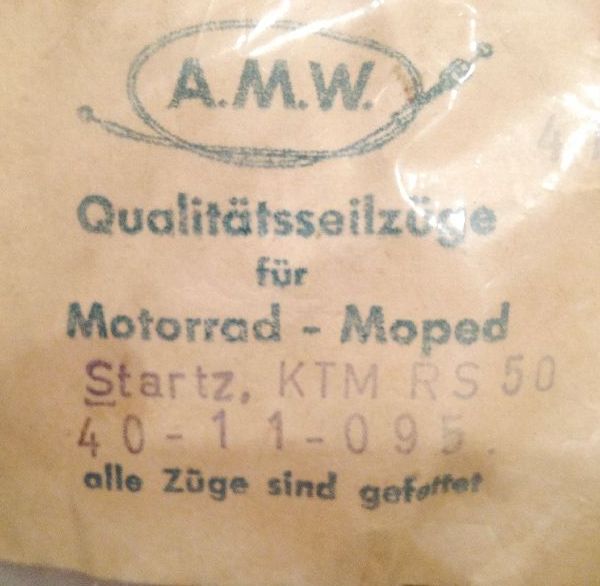 A.M.W.
Qualitätsseilzüge
für
Motorrad - Moped
Startz. KTM RS 50
40-11-095.
alle Züge sind gefettet